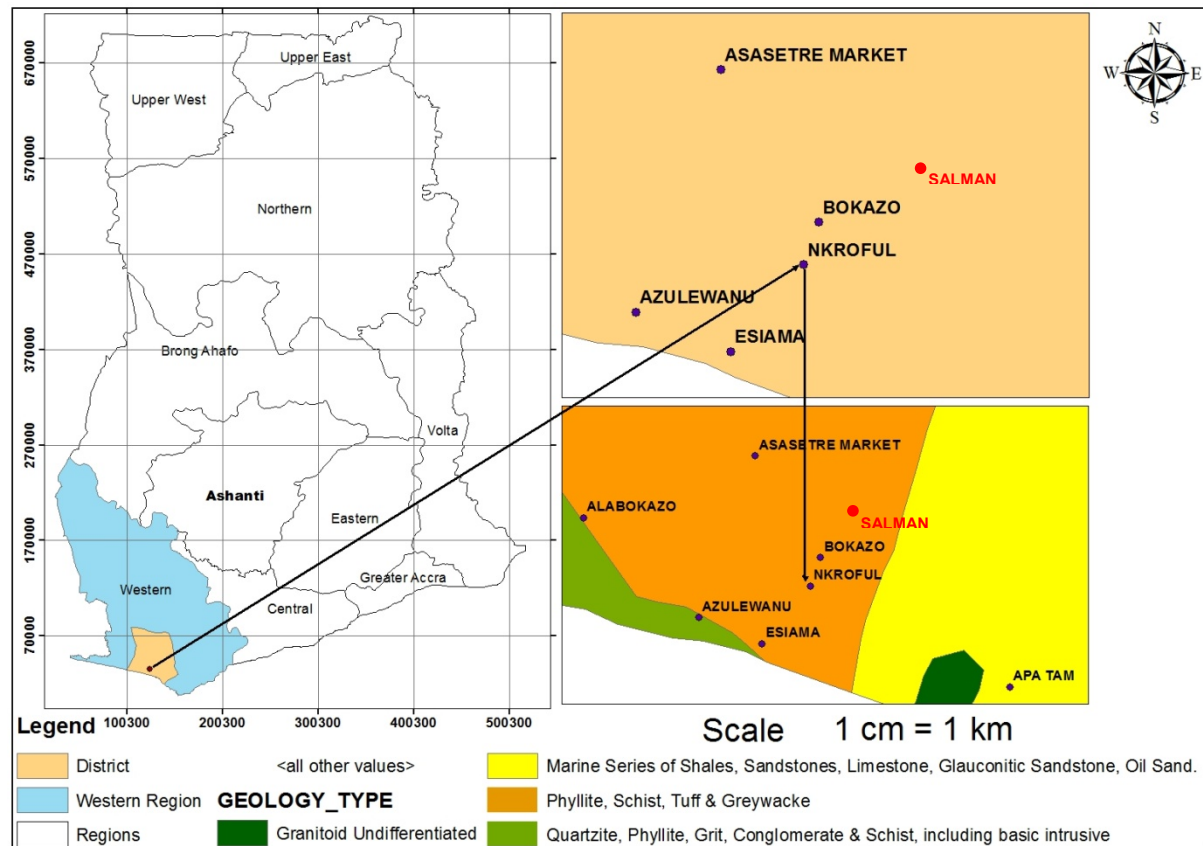 670000
570000
470000
370000
270000
170000
70000
100300
200300
300300
400300
500300
Upper East
Upper West
Northern
Brong Ahafo
Volta
Ashanti
Eastern
Greater Accra
Western
Central
ASASETRE MARKET
SALMAN
BOKAZO
NKROFUL
AZULEWANU
ESIAMA
N
W
E
S
ASASETRE MARKET
ALABOKAZO
SALMAN
BOKAZO
NKROFUL
AZULEWANU
ESIAMA
APA TAM
Scale 1 cm = 1 km
Legend
District
Western Region
Regions
<all other values>
GEOLOGY_TYPE
Granitoid Undifferentiated
Marine Series of Shales, Sandstones, Limestone, Glauconitic Sandstone, Oil Sand.
Phyllite, Schist, Tuff & Greywacke
Quartzite, Phyllite, Grit, Conglomerate & Schist, including basic intrusive